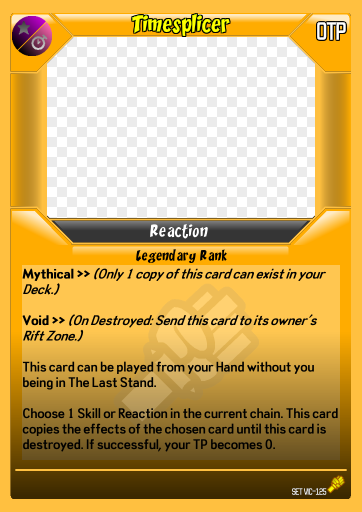 Timesplicer
0TP
Reaction
Legendary Rank
Mythical >> (Only 1 copy of this card can exist in your
Deck.)
Void >> (On Destroyed: Send this card to its owner's
Rift Zone.)
This card can be played from your Hand without you
being in The Last Stand.
Choose 1 Skill or Reaction in the current chain. This card
copies the effects of the chosen card until this card is
destroyed. If successful, your TP becomes 0.
SET VIC-125